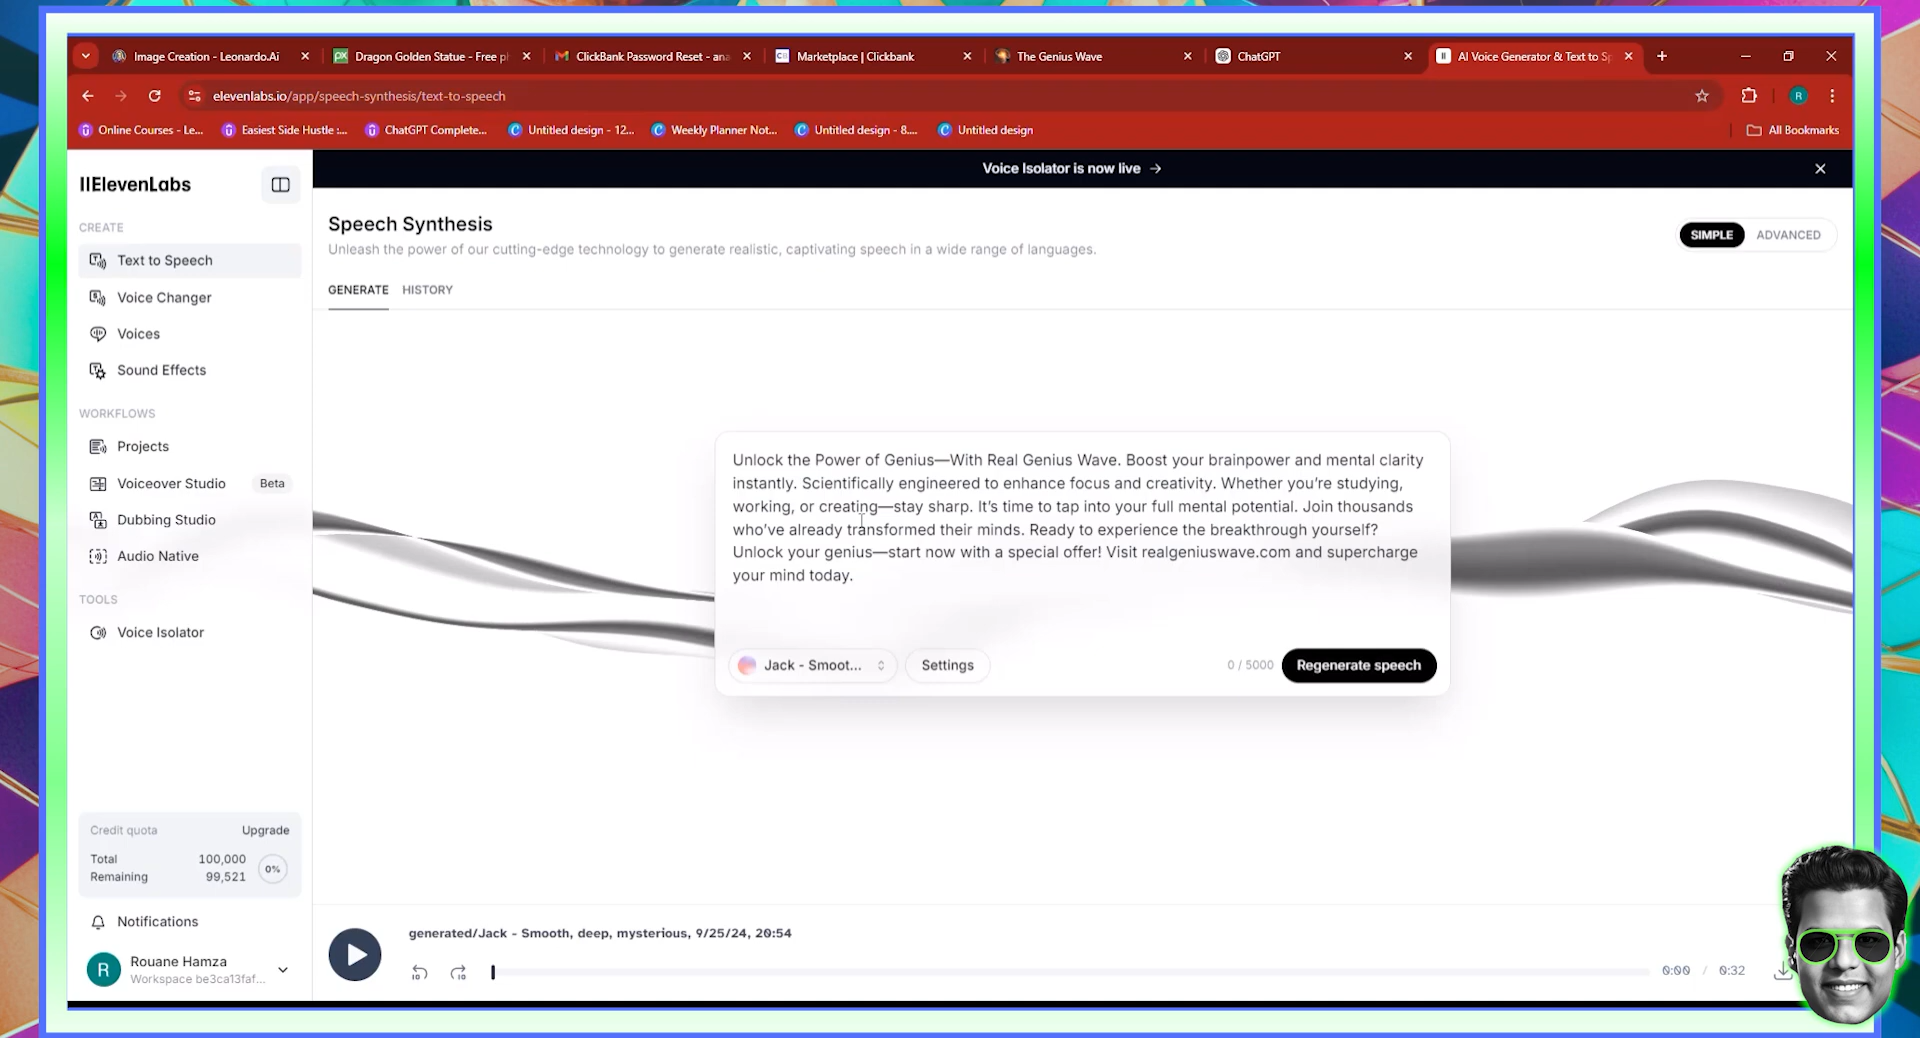 Image Creation - Leonardo.Ai
Dragon Golden Statue - Free p
ClickBank Password Reset - ana
Marketplace | Clickbank
The Genius Wave
ChatGPT
AI Voice Generator & Text to Sp
elevenlabs.io/app/speech-synthesis/text-to-speech
R
Online Courses - Le...
Easiest Side Hustle :...
ChatGPT Complete...
Untitled design - 12...
Weekly Planner Not...
Untitled design - 8....
Untitled design
All Bookmarks
Voice Isolator is now live →
IIElevenLabs
CREATE
Text to Speech
Voice Changer
Voices
Sound Effects
WORKFLOWS
Projects
Voiceover Studio Beta
Dubbing Studio
Audio Native
TOOLS
Voice Isolator
Credit quota Upgrade
Total 100,000
Remaining 99,521
0%
Notifications
R
Rouane Hamza
Workspace be3ca13faf...
Speech Synthesis
Unleash the power of our cutting-edge technology to generate realistic, captivating speech in a wide range of languages.
SIMPLE ADVANCED
GENERATE HISTORY
Unlock the Power of Genius—With Real Genius Wave. Boost your brainpower and mental clarity
instantly. Scientifically engineered to enhance focus and creativity. Whether you're studying,
working, or creating—stay sharp. It's time to tap into your full mental potential. Join thousands
who've already transformed their minds. Ready to experience the breakthrough yourself?
Unlock your genius—start now with a special offer! Visit realgeniuswave.com and supercharge
your mind today.
Jack - Smoot... Settings 0 / 5000 Regenerate speech
generated/Jack - Smooth, deep, mysterious, 9/25/24, 20:54
10 10 0:00 / 0:32